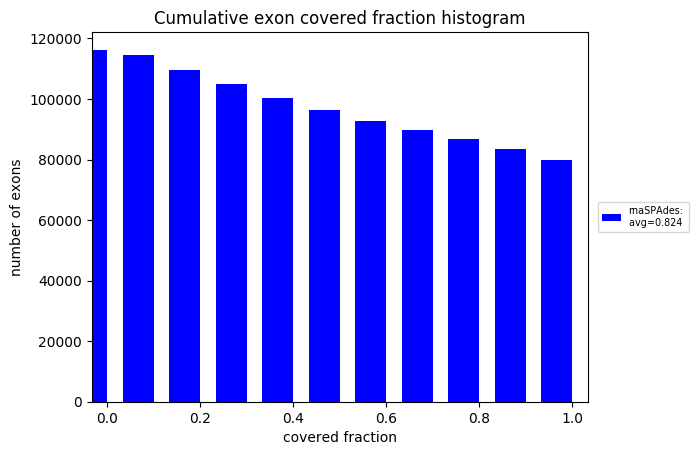 Cumulative exon covered fraction histogram
120000
100000
80000
60000
40000
20000
0
number of exons
0.0 0.2 0.4 0.6 0.8 1.0
covered fraction
rnaSPAdes:
avg=0.824